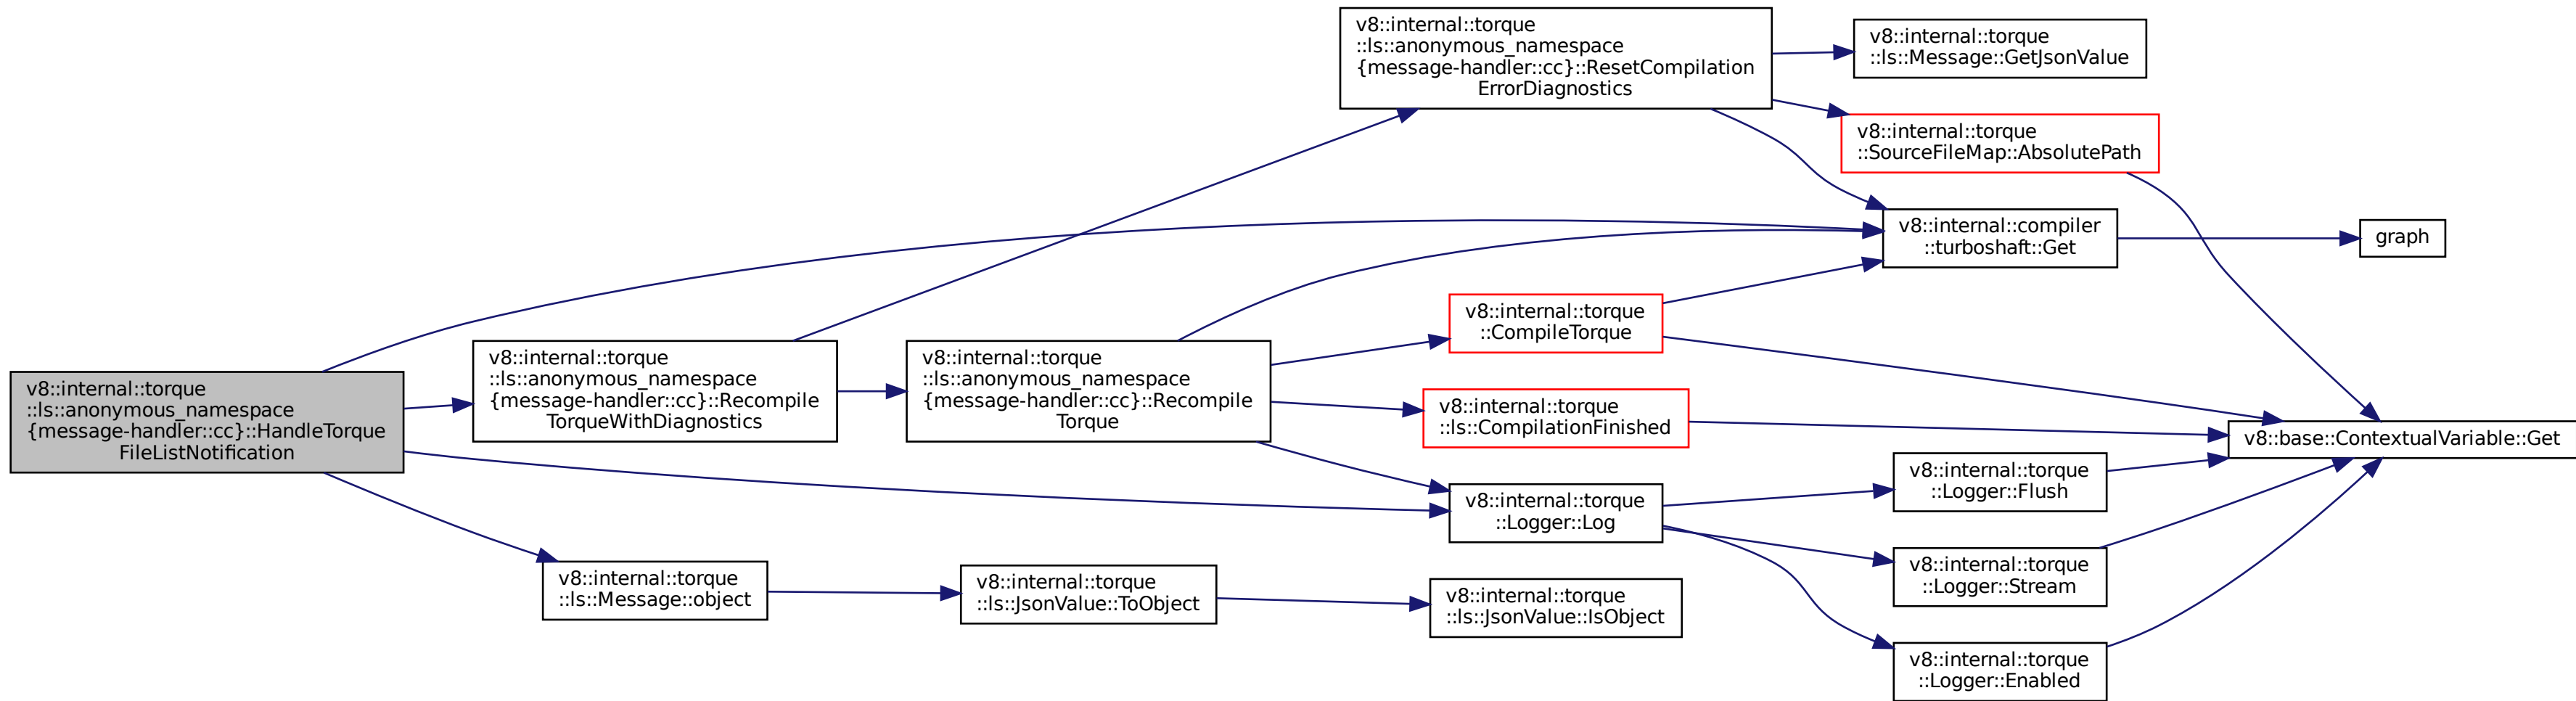 v8::internal::torque
::ls::anonymous_namespace
{message-handler::cc}::HandleTorque
FileListNotification
v8::internal::torque
::ls::anonymous_namespace
{message-handler::cc}::Recompile
TorqueWithDiagnostics
v8::internal::torque
::ls::Message::object
v8::internal::torque
::ls::anonymous_namespace
{message-handler::cc}::Recompile
Torque
v8::internal::torque
::ls::JsonValue::ToObject
v8::internal::torque
::ls::anonymous_namespace
{message-handler::cc}::ResetCompilation
ErrorDiagnostics
v8::internal::torque
::CompileTorque
v8::internal::torque
::ls::CompilationFinished
v8::internal::torque
::Logger::Log
v8::internal::torque
::ls::JsonValue::IsObject
v8::internal::torque
::ls::Message::GetJsonValue
v8::internal::torque
::SourceFileMap::AbsolutePath
v8::internal::compiler
::turboshaft::Get
v8::internal::torque
::Logger::Flush
v8::internal::torque
::Logger::Stream
v8::internal::torque
::Logger::Enabled
graph
v8::base::ContextualVariable::Get